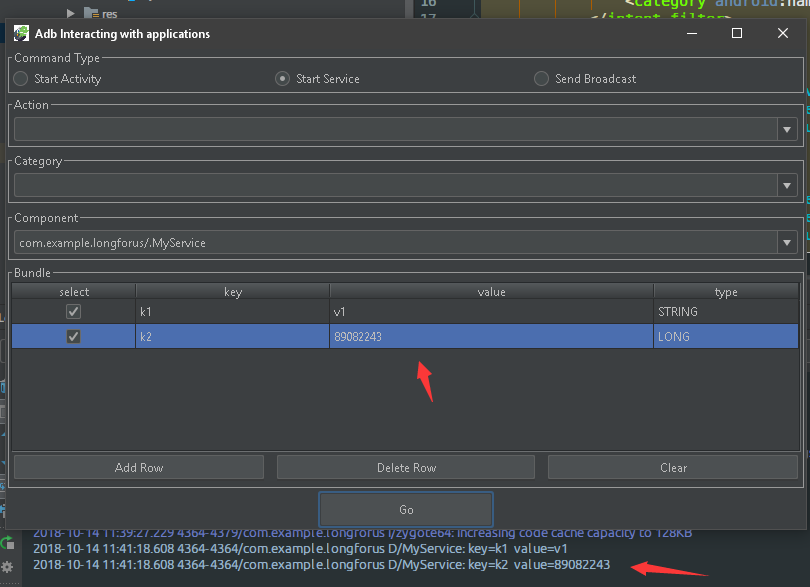 res
16
<category android:nam
17
</intent-filter>
Adb Interacting with applications
Command Type
Start Activity
Start Service
Send Broadcast
Action
Category
Component
com.example.longforus/.MyService
Bundle
select key value type
k1 v1 STRING
k2 89082243 LONG
Add Row Delete Row Clear
Go
2018-10-14 11:39:27.229 4364-4379/com.example.longforus I/zygote64: Increasing code cache capacity to 128KB
2018-10-14 11:41:18.608 4364-4364/com.example.longforus D/MyService: key=k1 value=v1
2018-10-14 11:41:18.608 4364-4364/com.example.longforus D/MyService: key=k2 value=89082243